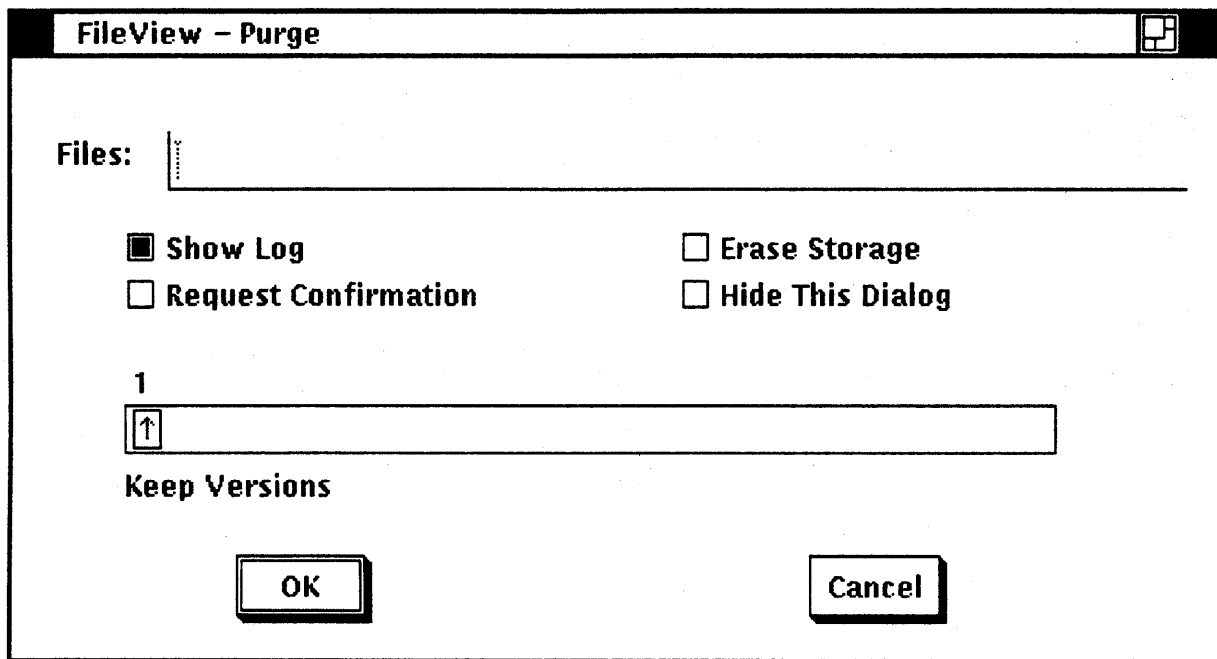 FileView – Purge
Files:
Show Log
Erase Storage
Request Confirmation
Hide This Dialog
1
Keep Versions
OK
Cancel